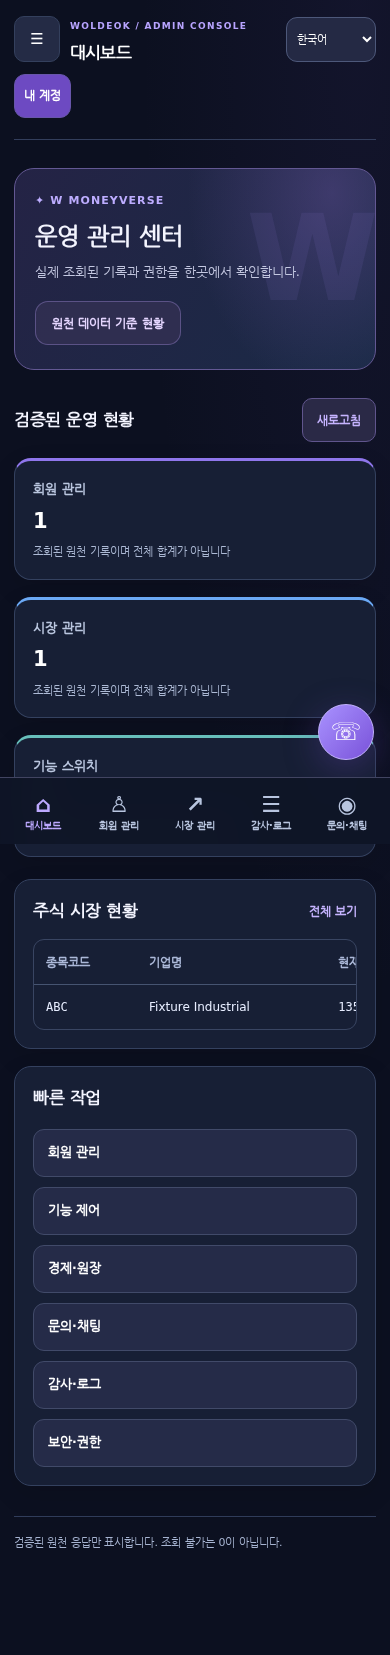 ☰
WOLDEOK / ADMIN CONSOLE
대시보드
한국어
내 계정
✦ W MONEYVERSE
W
운영 관리 센터
실제 조회된 기록과 권한을 한곳에서 확인합니다.
원천 데이터 기준 현황
검증된 운영 현황
새로고침
회원 관리
1
조회된 원천 기록이며 전체 합계가 아닙니다
시장 관리
1
조회된 원천 기록이며 전체 합계가 아닙니다
기능 스위치
대시보드
회원 관리
시장 관리
감사·로그
문의·채팅
주식 시장 현황
전체 보기
종목코드 기업명
ABC Fixture Industrial 135
빠른 작업
회원 관리
기능 제어
경제·원장
문의·채팅
감사·로그
보안·권한
검증된 원천 응답만 표시합니다. 조회 불가는 0이 아닙니다.